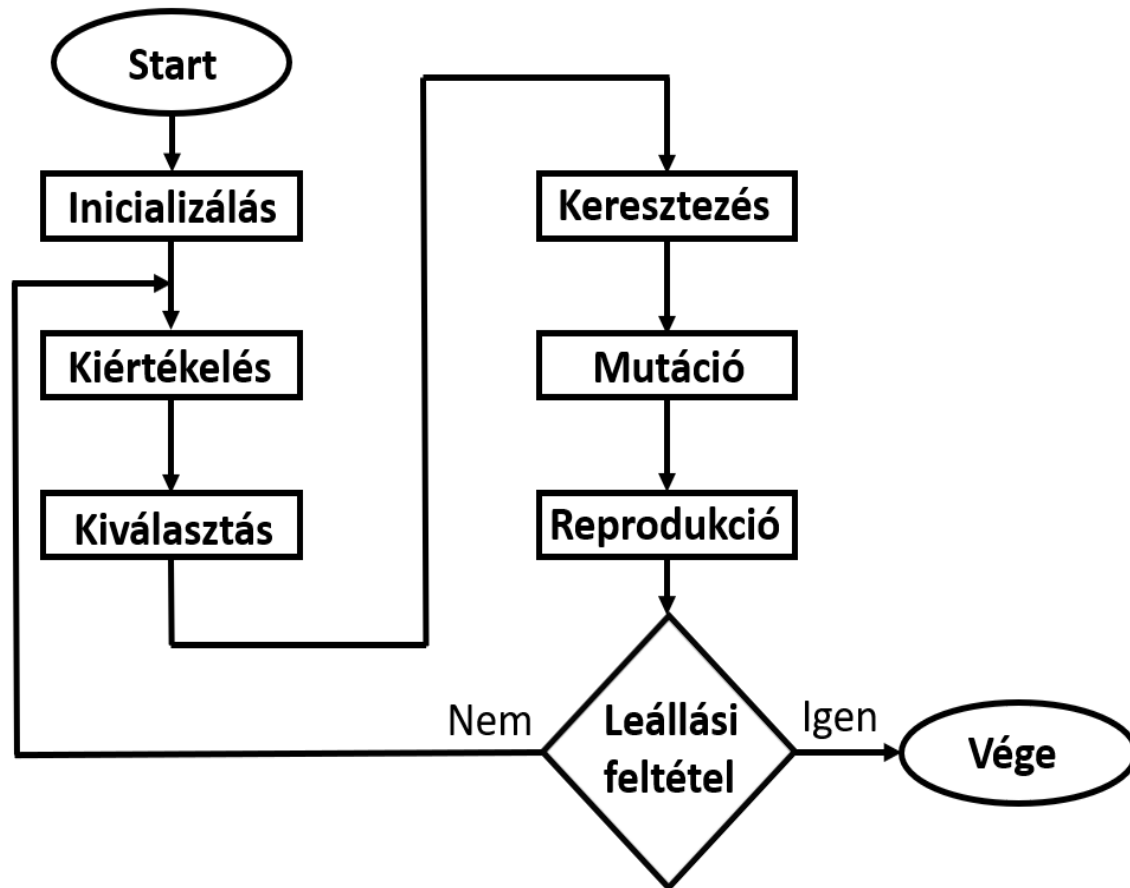 Start
Inicializálás
Kiértékelés
Kiválasztás
Keresztezés
Mutáció
Reprodukció
Leállási
feltétel
Nem
Igen
Vége